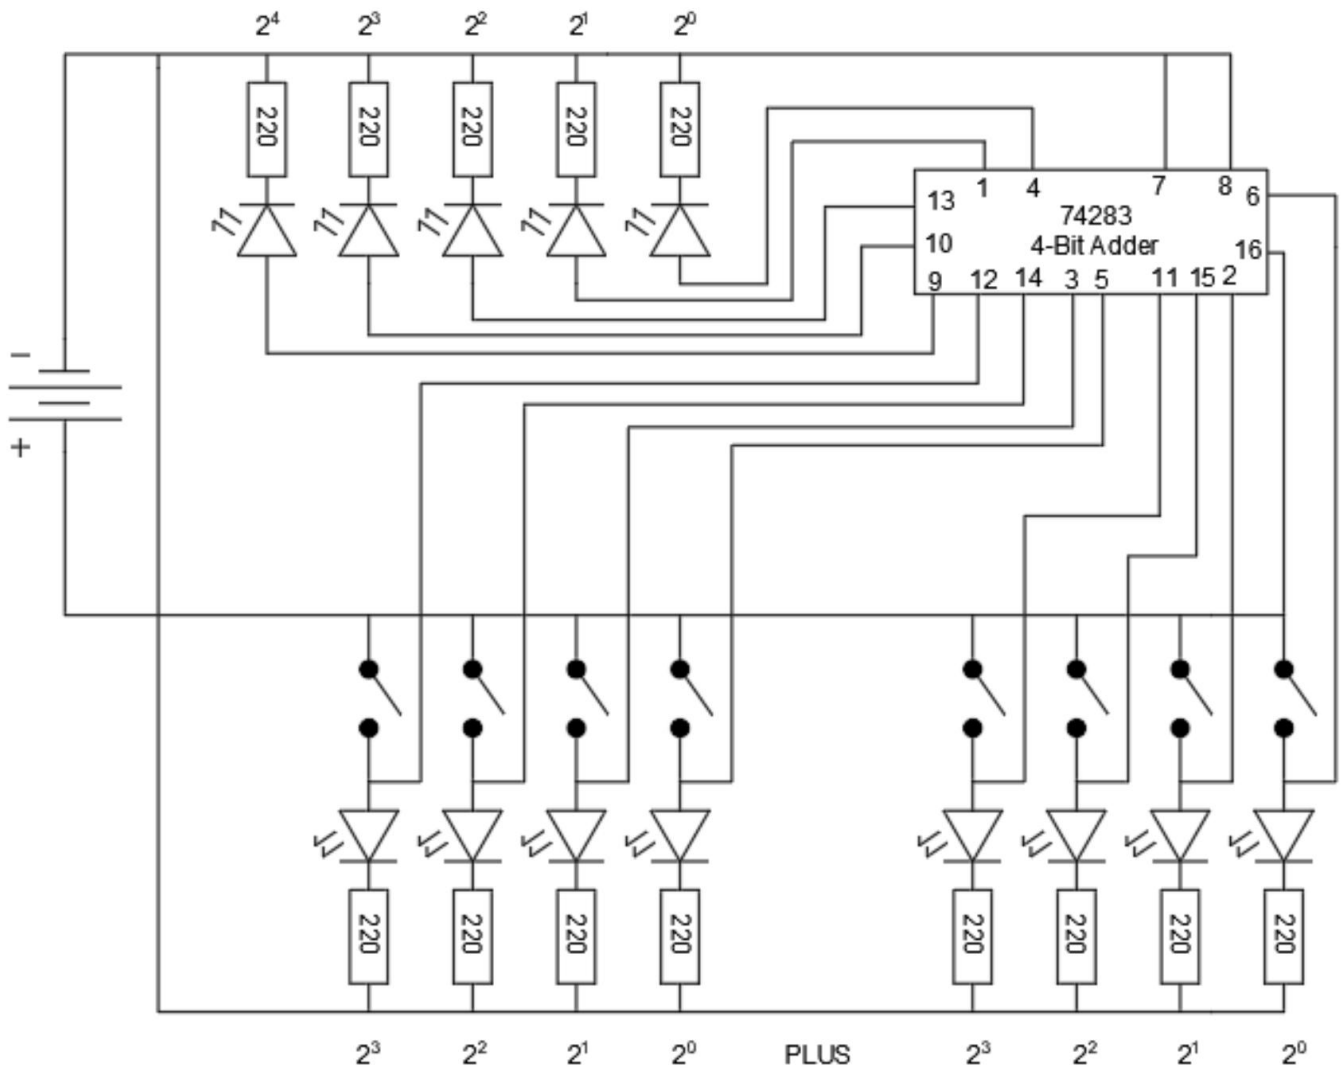 2⁴ 2³ 2² 2¹ 2⁰
220 220 220 220 220
1 4 7 8 6
13
74283
10 4-Bit Adder 16
9 12 14 3 5 11 15 2
−
+
220 220 220 220 220 220 220 220
2³ 2² 2¹ 2⁰ PLUS 2³ 2² 2¹ 2⁰